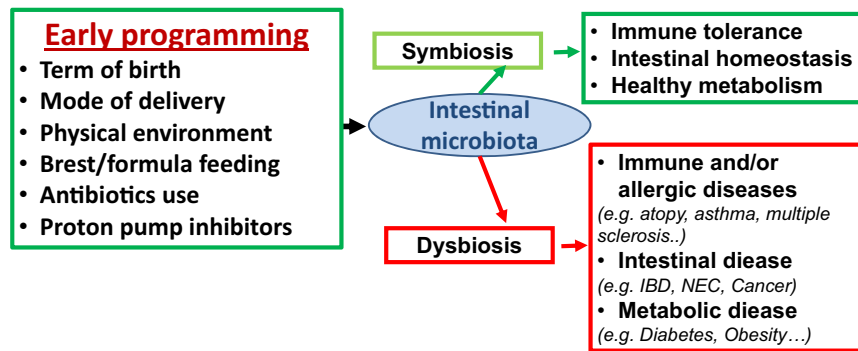 Early programming
• Term of birth
• Mode of delivery
• Physical environment
• Brest/formula feeding
• Antibiotics use
• Proton pump inhibitors
Intestinal
microbiota
Symbiosis
• Immune tolerance
• Intestinal homeostasis
• Healthy metabolism
Dysbiosis
• Immune and/or
allergic diseases
(e.g. atopy, asthma, multiple
sclerosis..)
• Intestinal disease
(e.g. IBD, NEC, Cancer)
• Metabolic disease
(e.g. Diabetes, Obesity…)